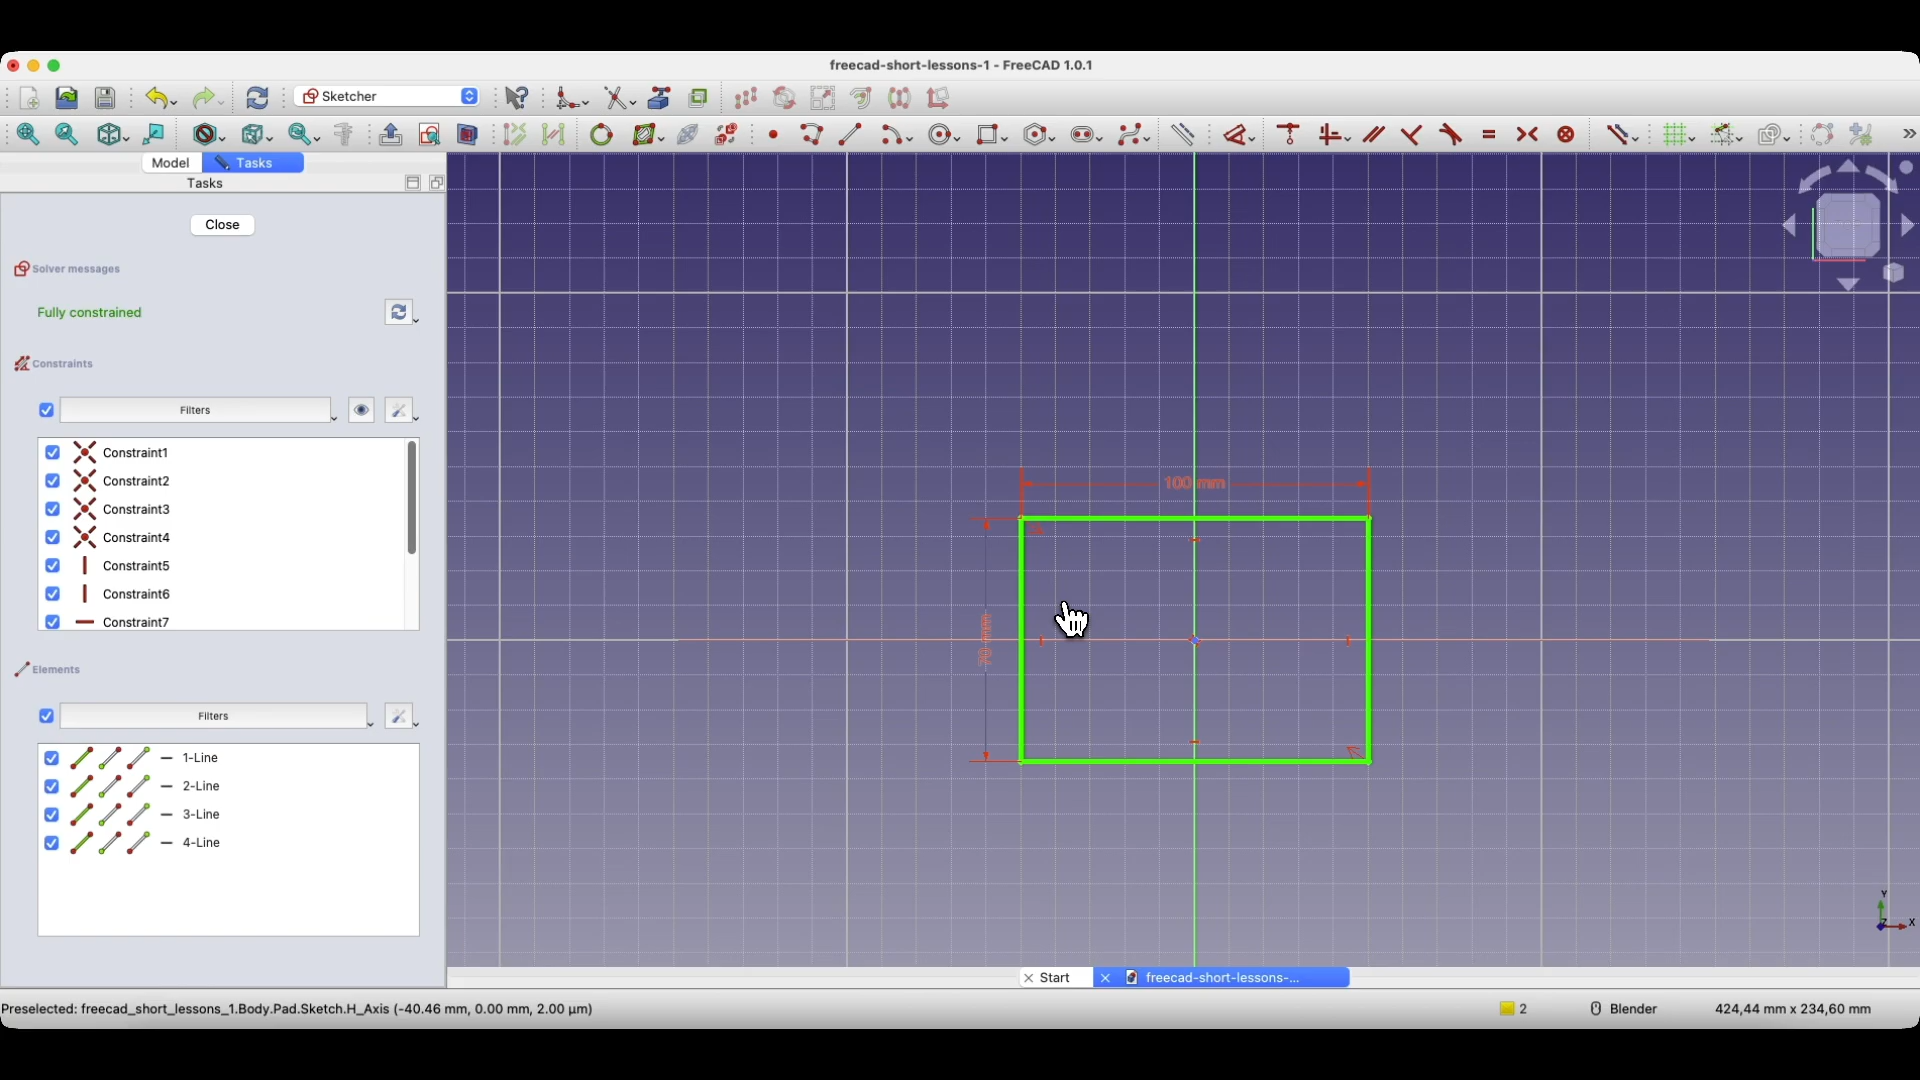 freecad-short-lessons-1 - FreeCAD 1.0.1
Sketcher
Model
Tasks
Tasks
Close
Solver messages
Fully constrained
Constraints
Filters
Constraint1
Constraint2
Constraint3
Constraint4
Constraint5
Constraint6
Constraint7
Elements
Filters
1-Line
2-Line
3-Line
4-Line
100 mm
70 mm
Y
Z
X
Start
freecad-short-lessons-...
Preselected: freecad_short_lessons_1.Body.Pad.Sketch.H_Axis (-40.46 mm, 0.00 mm, 2.00 μm)
2
Blender
424,44 mm x 234,60 mm